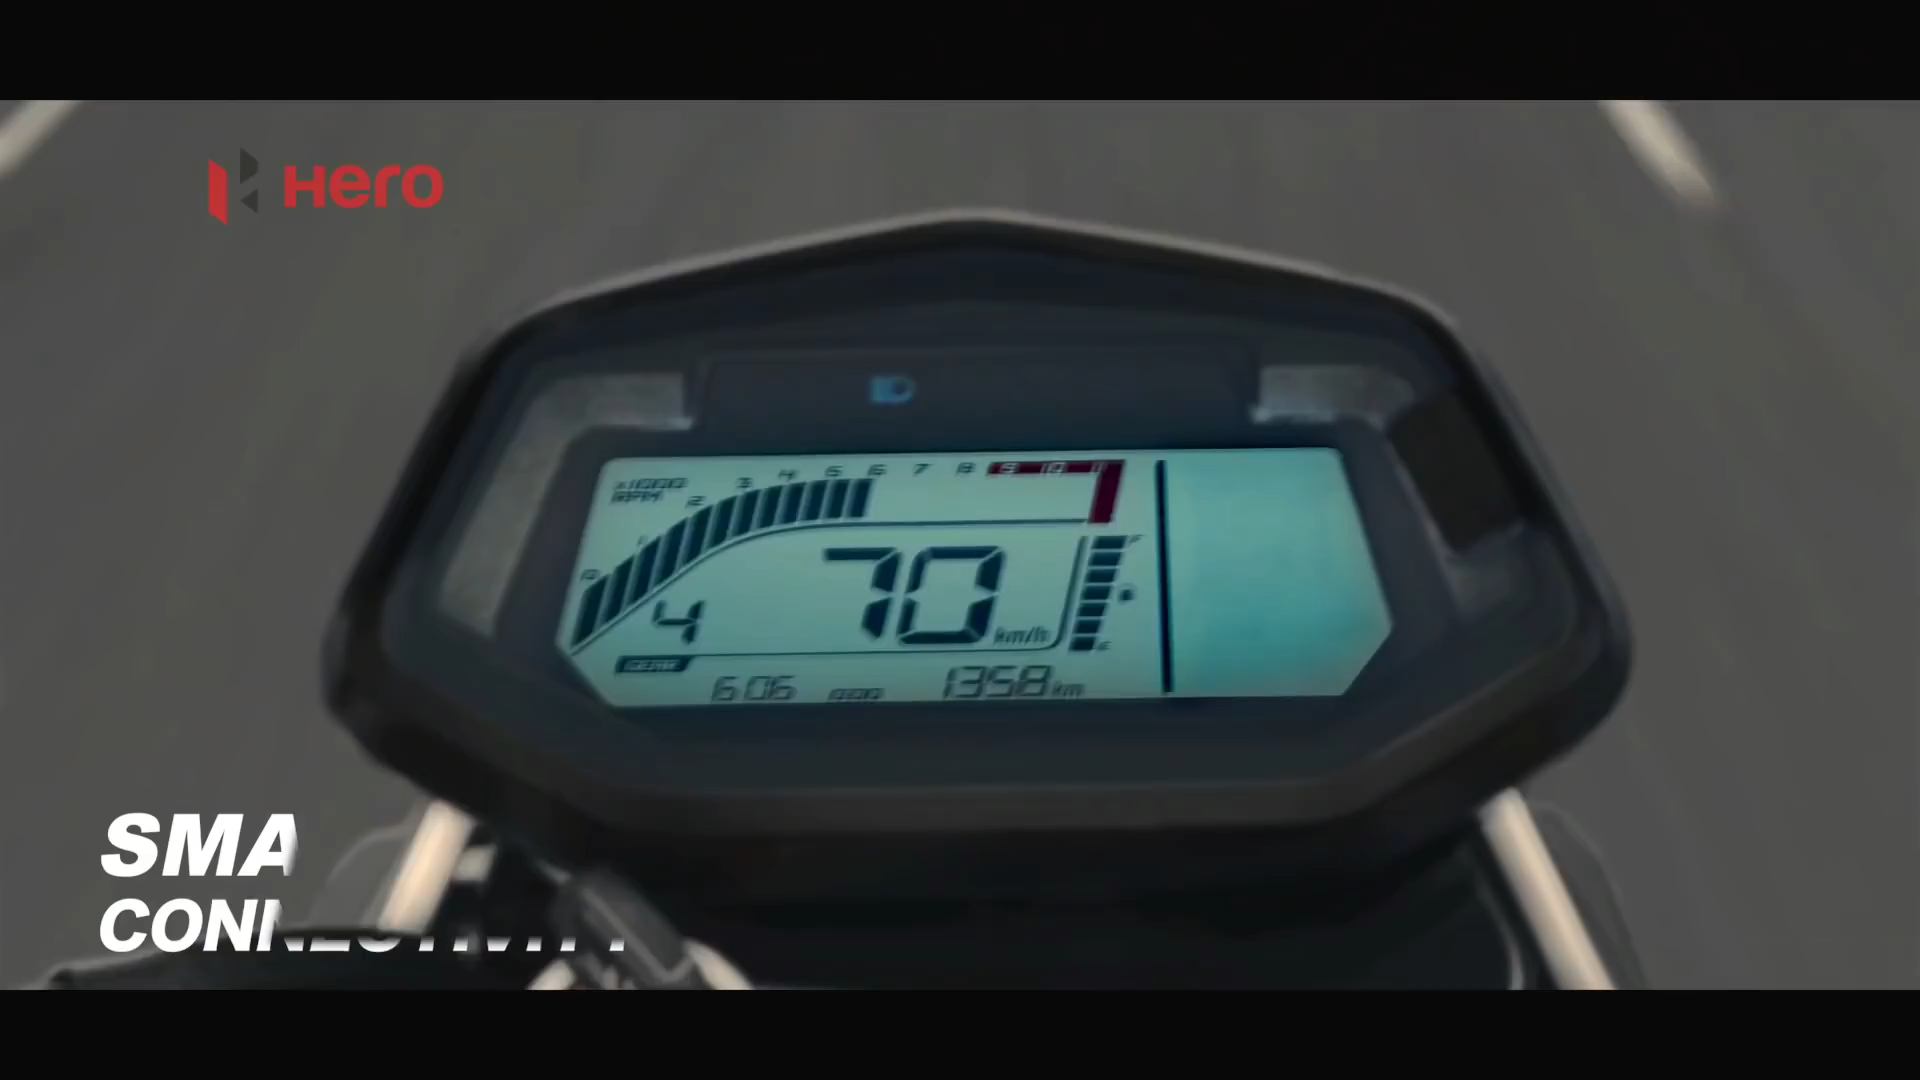 Hero
x1000
RPM
0 1 2 3 4 5 6 7 8 9 10 11
70 km/h
4
GEAR
F
E
6:06
1358 km
SMA
CONNECTIVITY